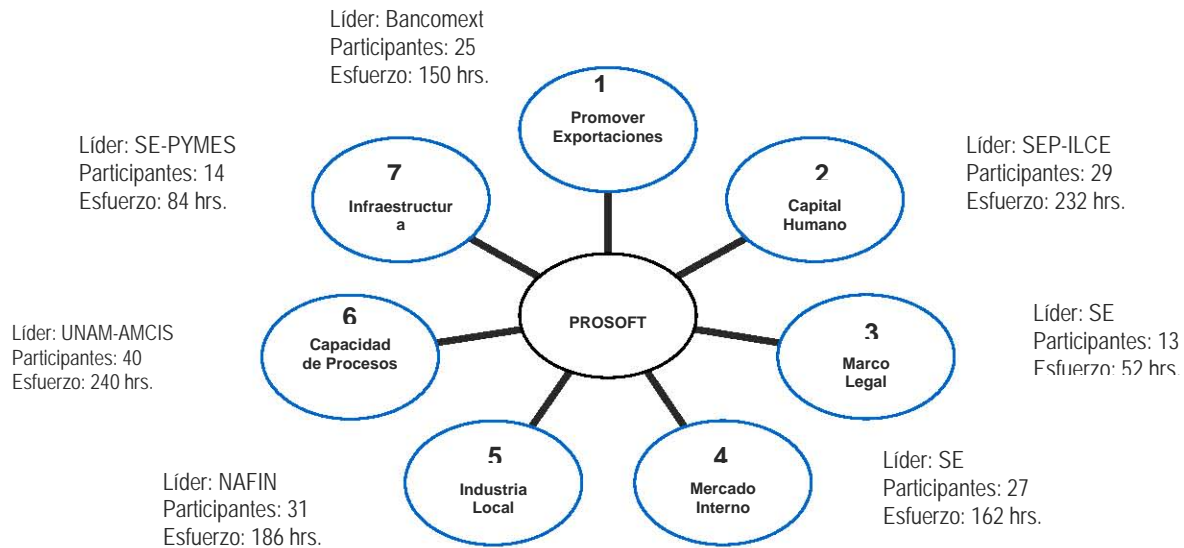 Líder: Bancomext
Participantes: 25
Esfuerzo: 150 hrs.
1
Promover
Exportaciones
Líder: SEP-ILCE
Participantes: 29
Esfuerzo: 232 hrs.
2
Capital
Humano
Líder: SE
Participantes: 13
Esfuerzo: 52 hrs.
3
Marco
Legal
Líder: SE
Participantes: 27
Esfuerzo: 162 hrs.
4
Mercado
Interno
Líder: NAFIN
Participantes: 31
Esfuerzo: 186 hrs.
5
Industria
Local
Líder: UNAM-AMCIS
Participantes: 40
Esfuerzo: 240 hrs.
6
Capacidad
de Procesos
Líder: SE-PYMES
Participantes: 14
Esfuerzo: 84 hrs.
7
Infraestructur
a
PROSOFT